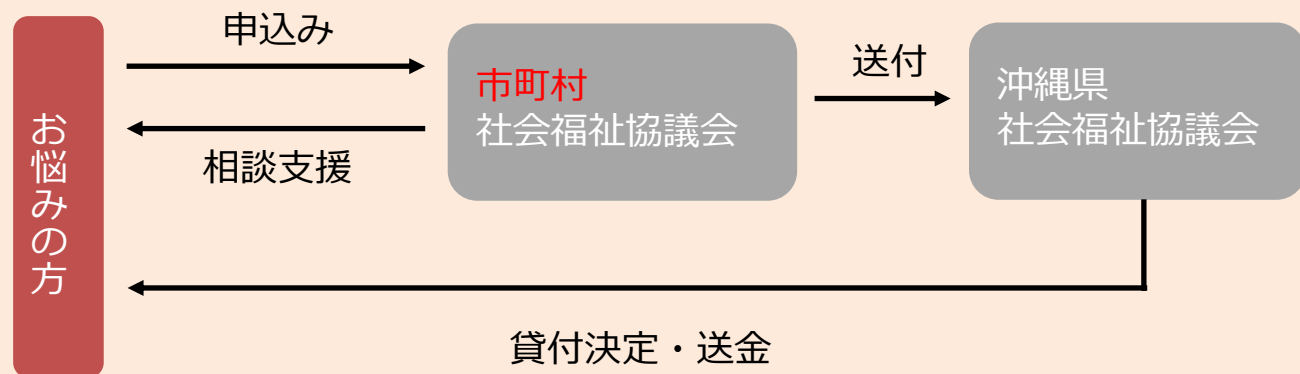 お悩みの方
申込み
相談支援
市町村
社会福祉協議会
送付
沖縄県
社会福祉協議会
貸付決定・送金